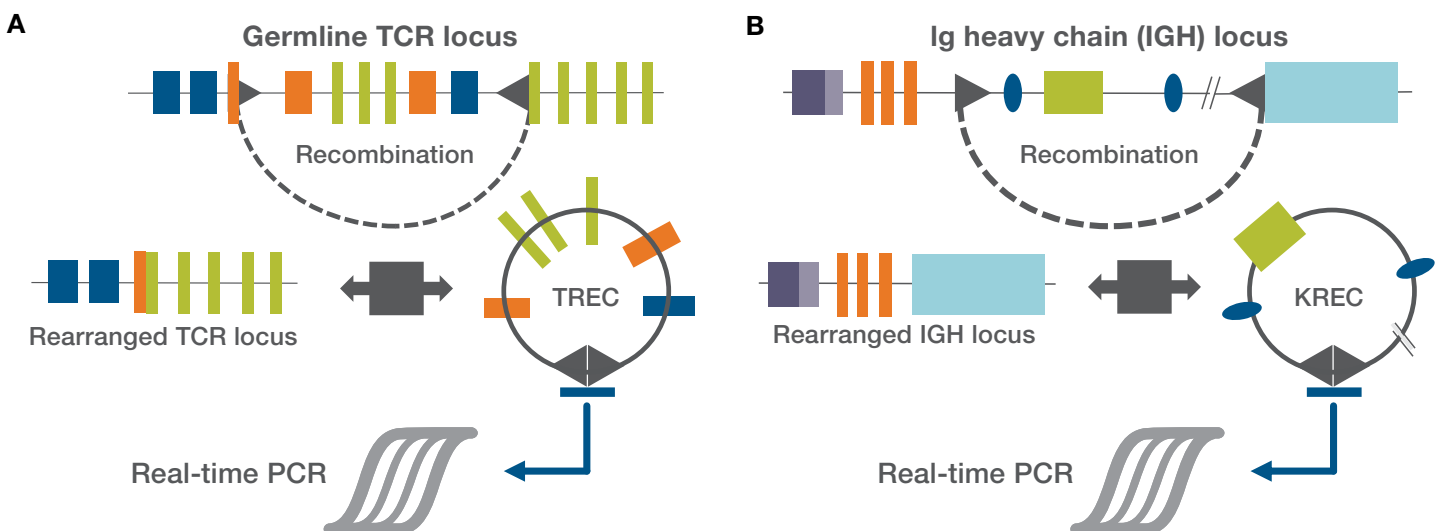 A
Germline TCR locus
Recombination
TREC
Rearranged TCR locus
Real-time PCR
B
Ig heavy chain (IGH) locus
Recombination
KREC
Rearranged IGH locus
Real-time PCR